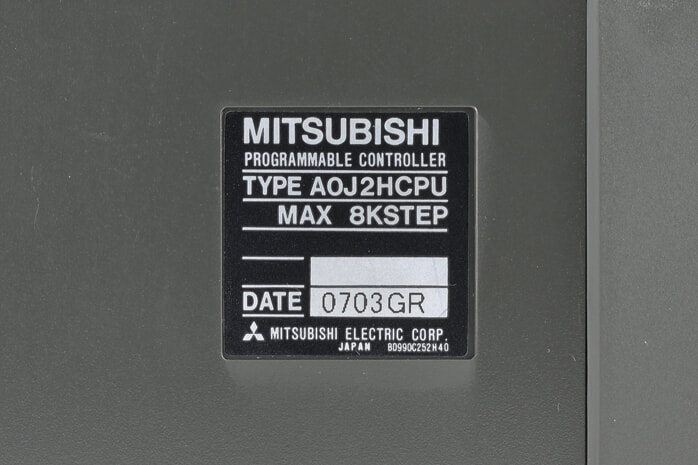 MITSUBISHI
PROGRAMMABLE CONTROLLER
TYPE A0J2HCPU
MAX 8KSTEP
DATE 0703GR
MITSUBISHI ELECTRIC CORP.
JAPAN BD990C252H40